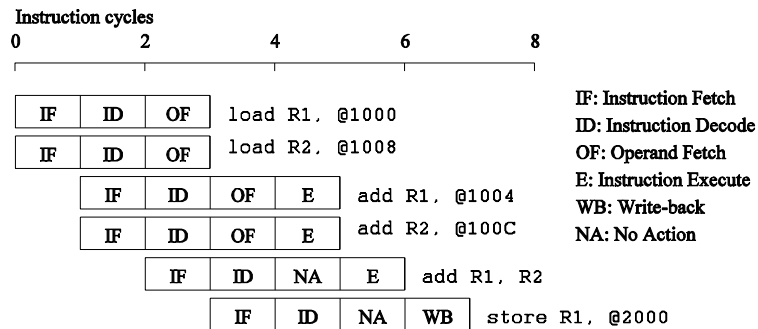 Instruction cycles
0 2 4 6 8
IF ID OF load R1, @1000
IF ID OF load R2, @1008
IF ID OF E add R1, @1004
IF ID OF E add R2, @100C
IF ID NA E add R1, R2
IF ID NA WB store R1, @2000
IF: Instruction Fetch
ID: Instruction Decode
OF: Operand Fetch
E: Instruction Execute
WB: Write-back
NA: No Action